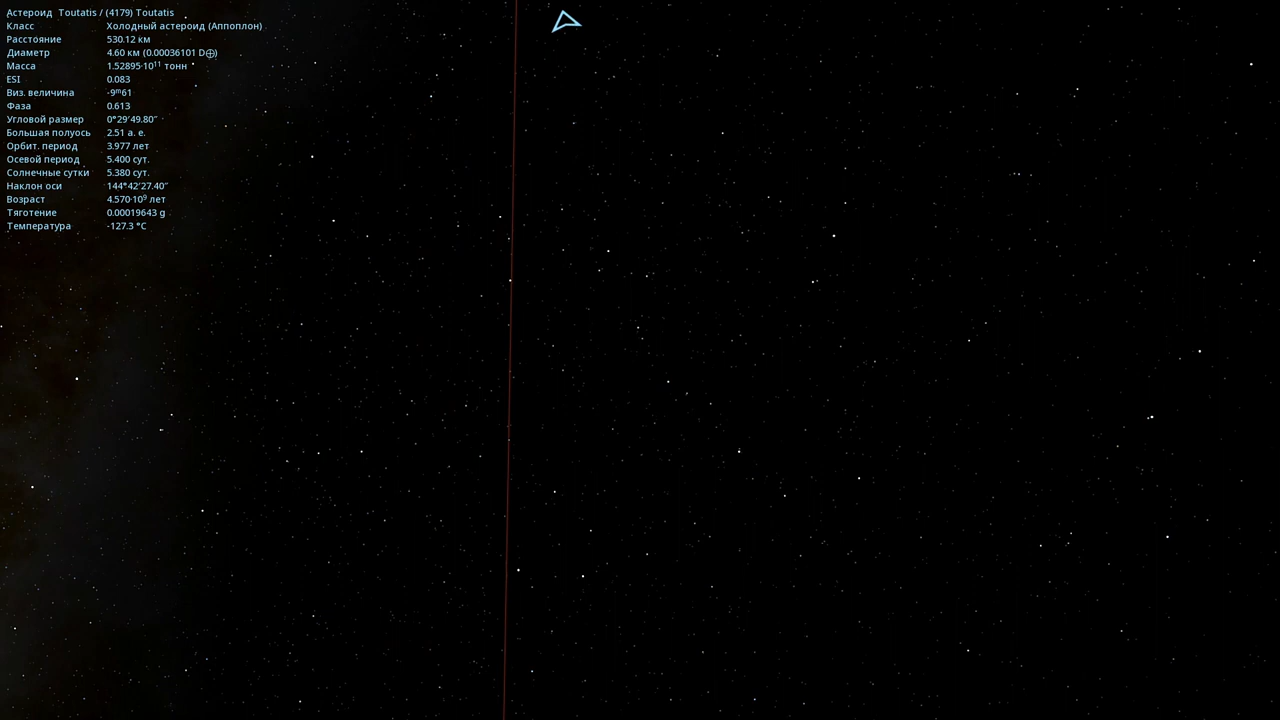 Астероид Toutatis / (4179) Toutatis
Класс Холодный астероид (Апполлон)
Расстояние 530.12 км
Диаметр 4.60 км (0.00036101 D⊕)
Масса 1.52895·10¹¹ тонн
ESI 0.083
Виз. величина -9ᵐ61
Фаза 0.613
Угловой размер 0°29′49.80″
Большая полуось 2.51 а. е.
Орбит. период 3.977 лет
Осевой период 5.400 сут.
Солнечные сутки 5.380 сут.
Наклон оси 144°42′27.40″
Возраст 4.570·10⁹ лет
Тяготение 0.00019643 g
Температура -127.3 °C